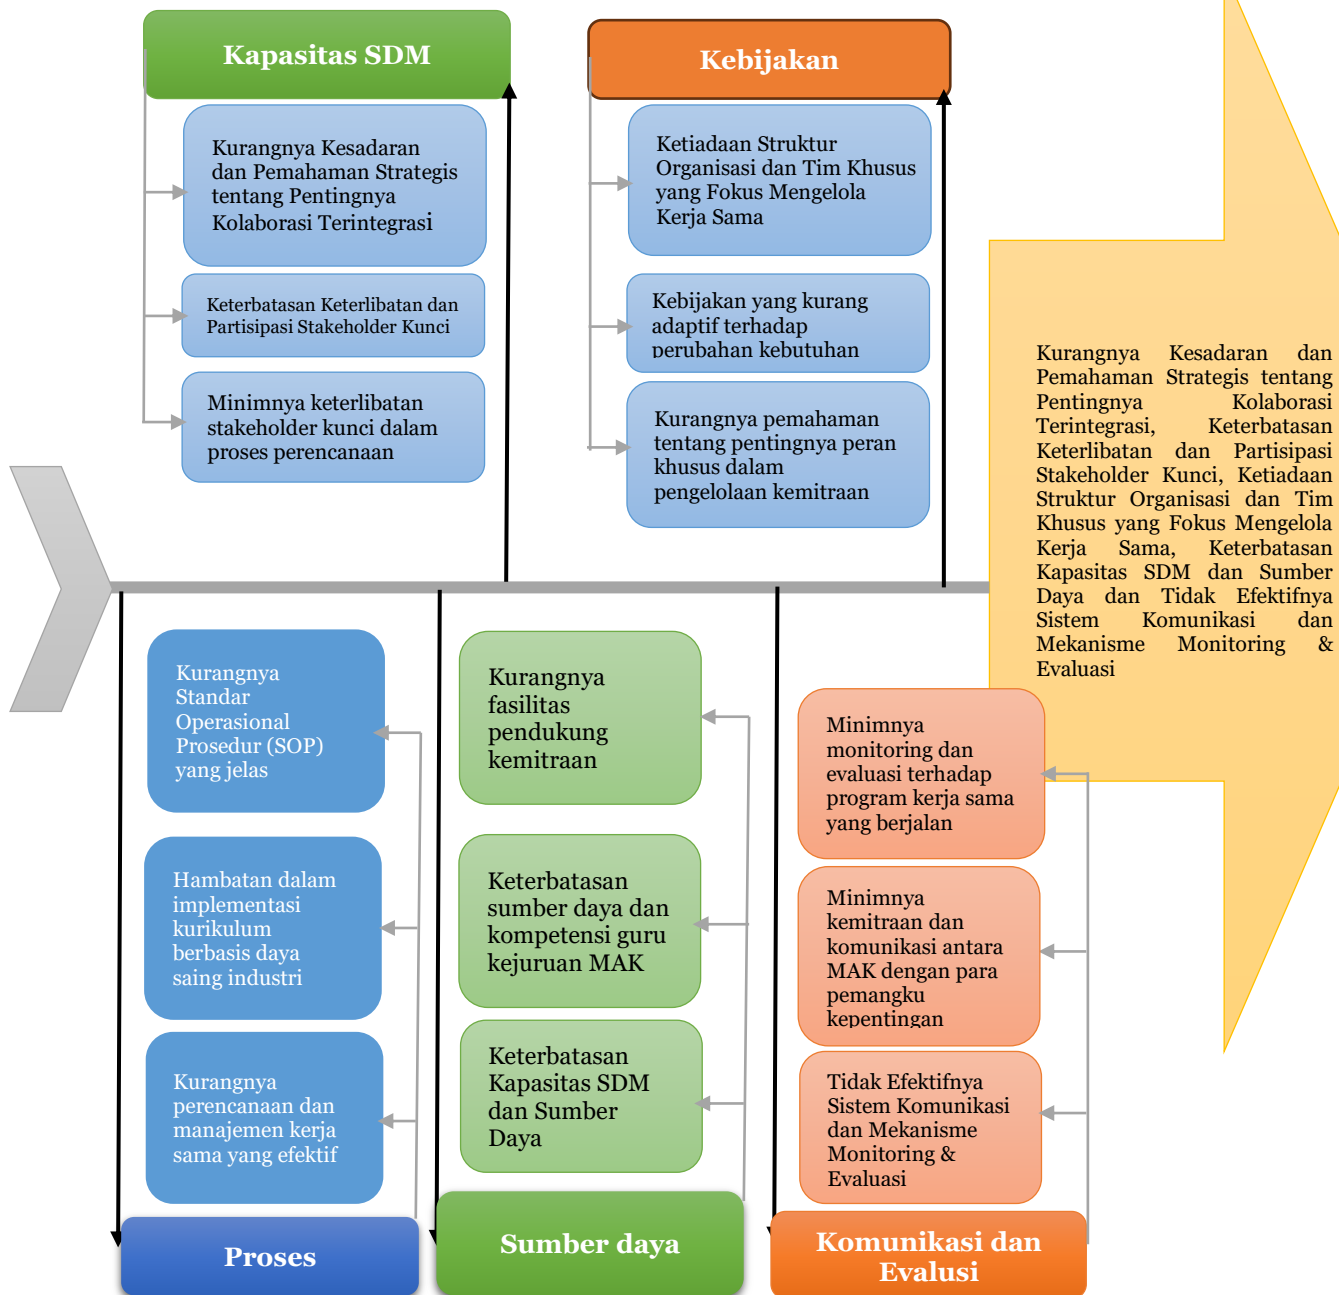 Kapasitas SDM
Kurangnya Kesadaran
dan Pemahaman Strategis
tentang Pentingnya
Kolaborasi Terintegrasi
Keterbatasan Keterlibatan dan
Partisipasi Stakeholder Kunci
Minimnya keterlibatan
stakeholder kunci dalam
proses perencanaan
Kebijakan
Ketiadaan Struktur
Organisasi dan Tim Khusus
yang Fokus Mengelola
Kerja Sama
Kebijakan yang kurang
adaptif terhadap
perubahan kebutuhan
Kurangnya pemahaman
tentang pentingnya peran
khusus dalam
pengelolaan kemitraan
Kurangnya Kesadaran dan
Pemahaman Strategis tentang
Pentingnya Kolaborasi
Terintegrasi, Keterbatasan
Keterlibatan dan Partisipasi
Stakeholder Kunci, Ketiadaan
Struktur Organisasi dan Tim
Khusus yang Fokus Mengelola
Kerja Sama, Keterbatasan
Kapasitas SDM dan Sumber
Daya dan Tidak Efektifnya
Sistem Komunikasi dan
Mekanisme Monitoring &
Evaluasi
Kurangnya
Standar
Operasional
Prosedur (SOP)
yang jelas
Hambatan dalam
implementasi
kurikulum
berbasis daya
saing industri
Kurangnya
perencanaan dan
manajemen kerja
sama yang efektif
Proses
Kurangnya
fasilitas
pendukung
kemitraan
Keterbatasan
sumber daya dan
kompetensi guru
kejuruan MAK
Keterbatasan
Kapasitas SDM
dan Sumber
Daya
Sumber daya
Minimnya
monitoring dan
evaluasi terhadap
program kerja sama
yang berjalan
Minimnya
kemitraan dan
komunikasi antara
MAK dengan para
pemangku
kepentingan
Tidak Efektifnya
Sistem Komunikasi
dan Mekanisme
Monitoring &
Evaluasi
Komunikasi dan
Evalusi